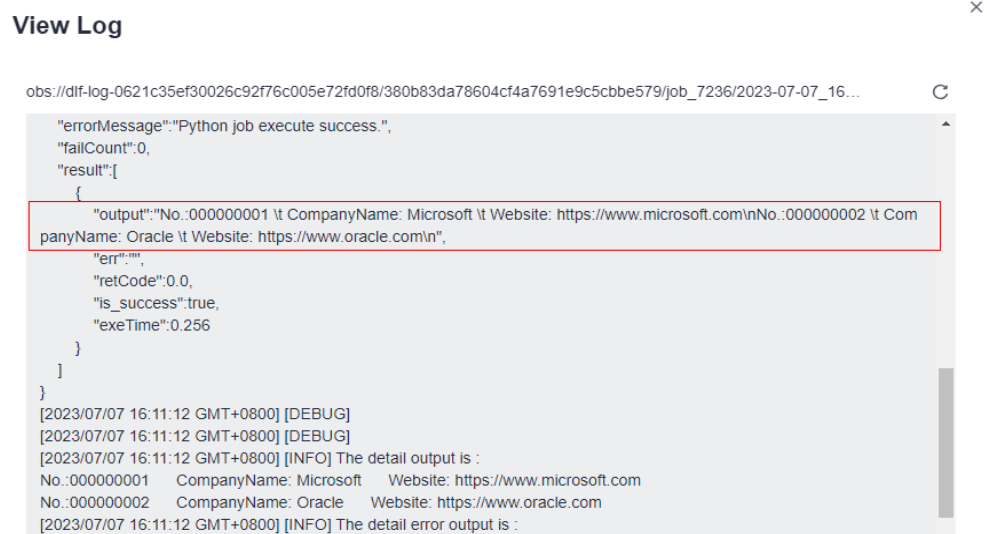 View Log
obs://dlf-log-0621c35ef30026c92f76c005e72fd0f8/380b83da78604cf4a7691e9c5cbbe579/job_7236/2023-07-07_16...
"errorMessage":"Python job execute success.",
"failCount":0,
"result":[
{
"output":"No.:000000001 \t CompanyName: Microsoft \t Website: https://www.microsoft.com\nNo.:000000002 \t Com
panyName: Oracle \t Website: https://www.oracle.com\n",
"err":"",
"retCode":0.0,
"is_success":true,
"exeTime":0.256
}
]
}
[2023/07/07 16:11:12 GMT+0800] [DEBUG]
[2023/07/07 16:11:12 GMT+0800] [DEBUG]
[2023/07/07 16:11:12 GMT+0800] [INFO] The detail output is :
No.:000000001 CompanyName: Microsoft Website: https://www.microsoft.com
No.:000000002 CompanyName: Oracle Website: https://www.oracle.com
[2023/07/07 16:11:12 GMT+0800] [INFO] The detail error output is :